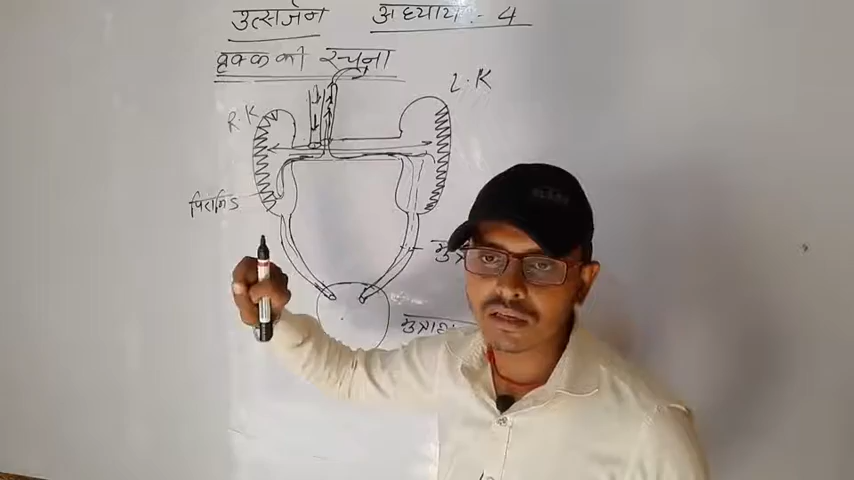 उत्सर्जन अध्याय :- 4
वृक्क की रचना
L.K
R.K
पिरामिड